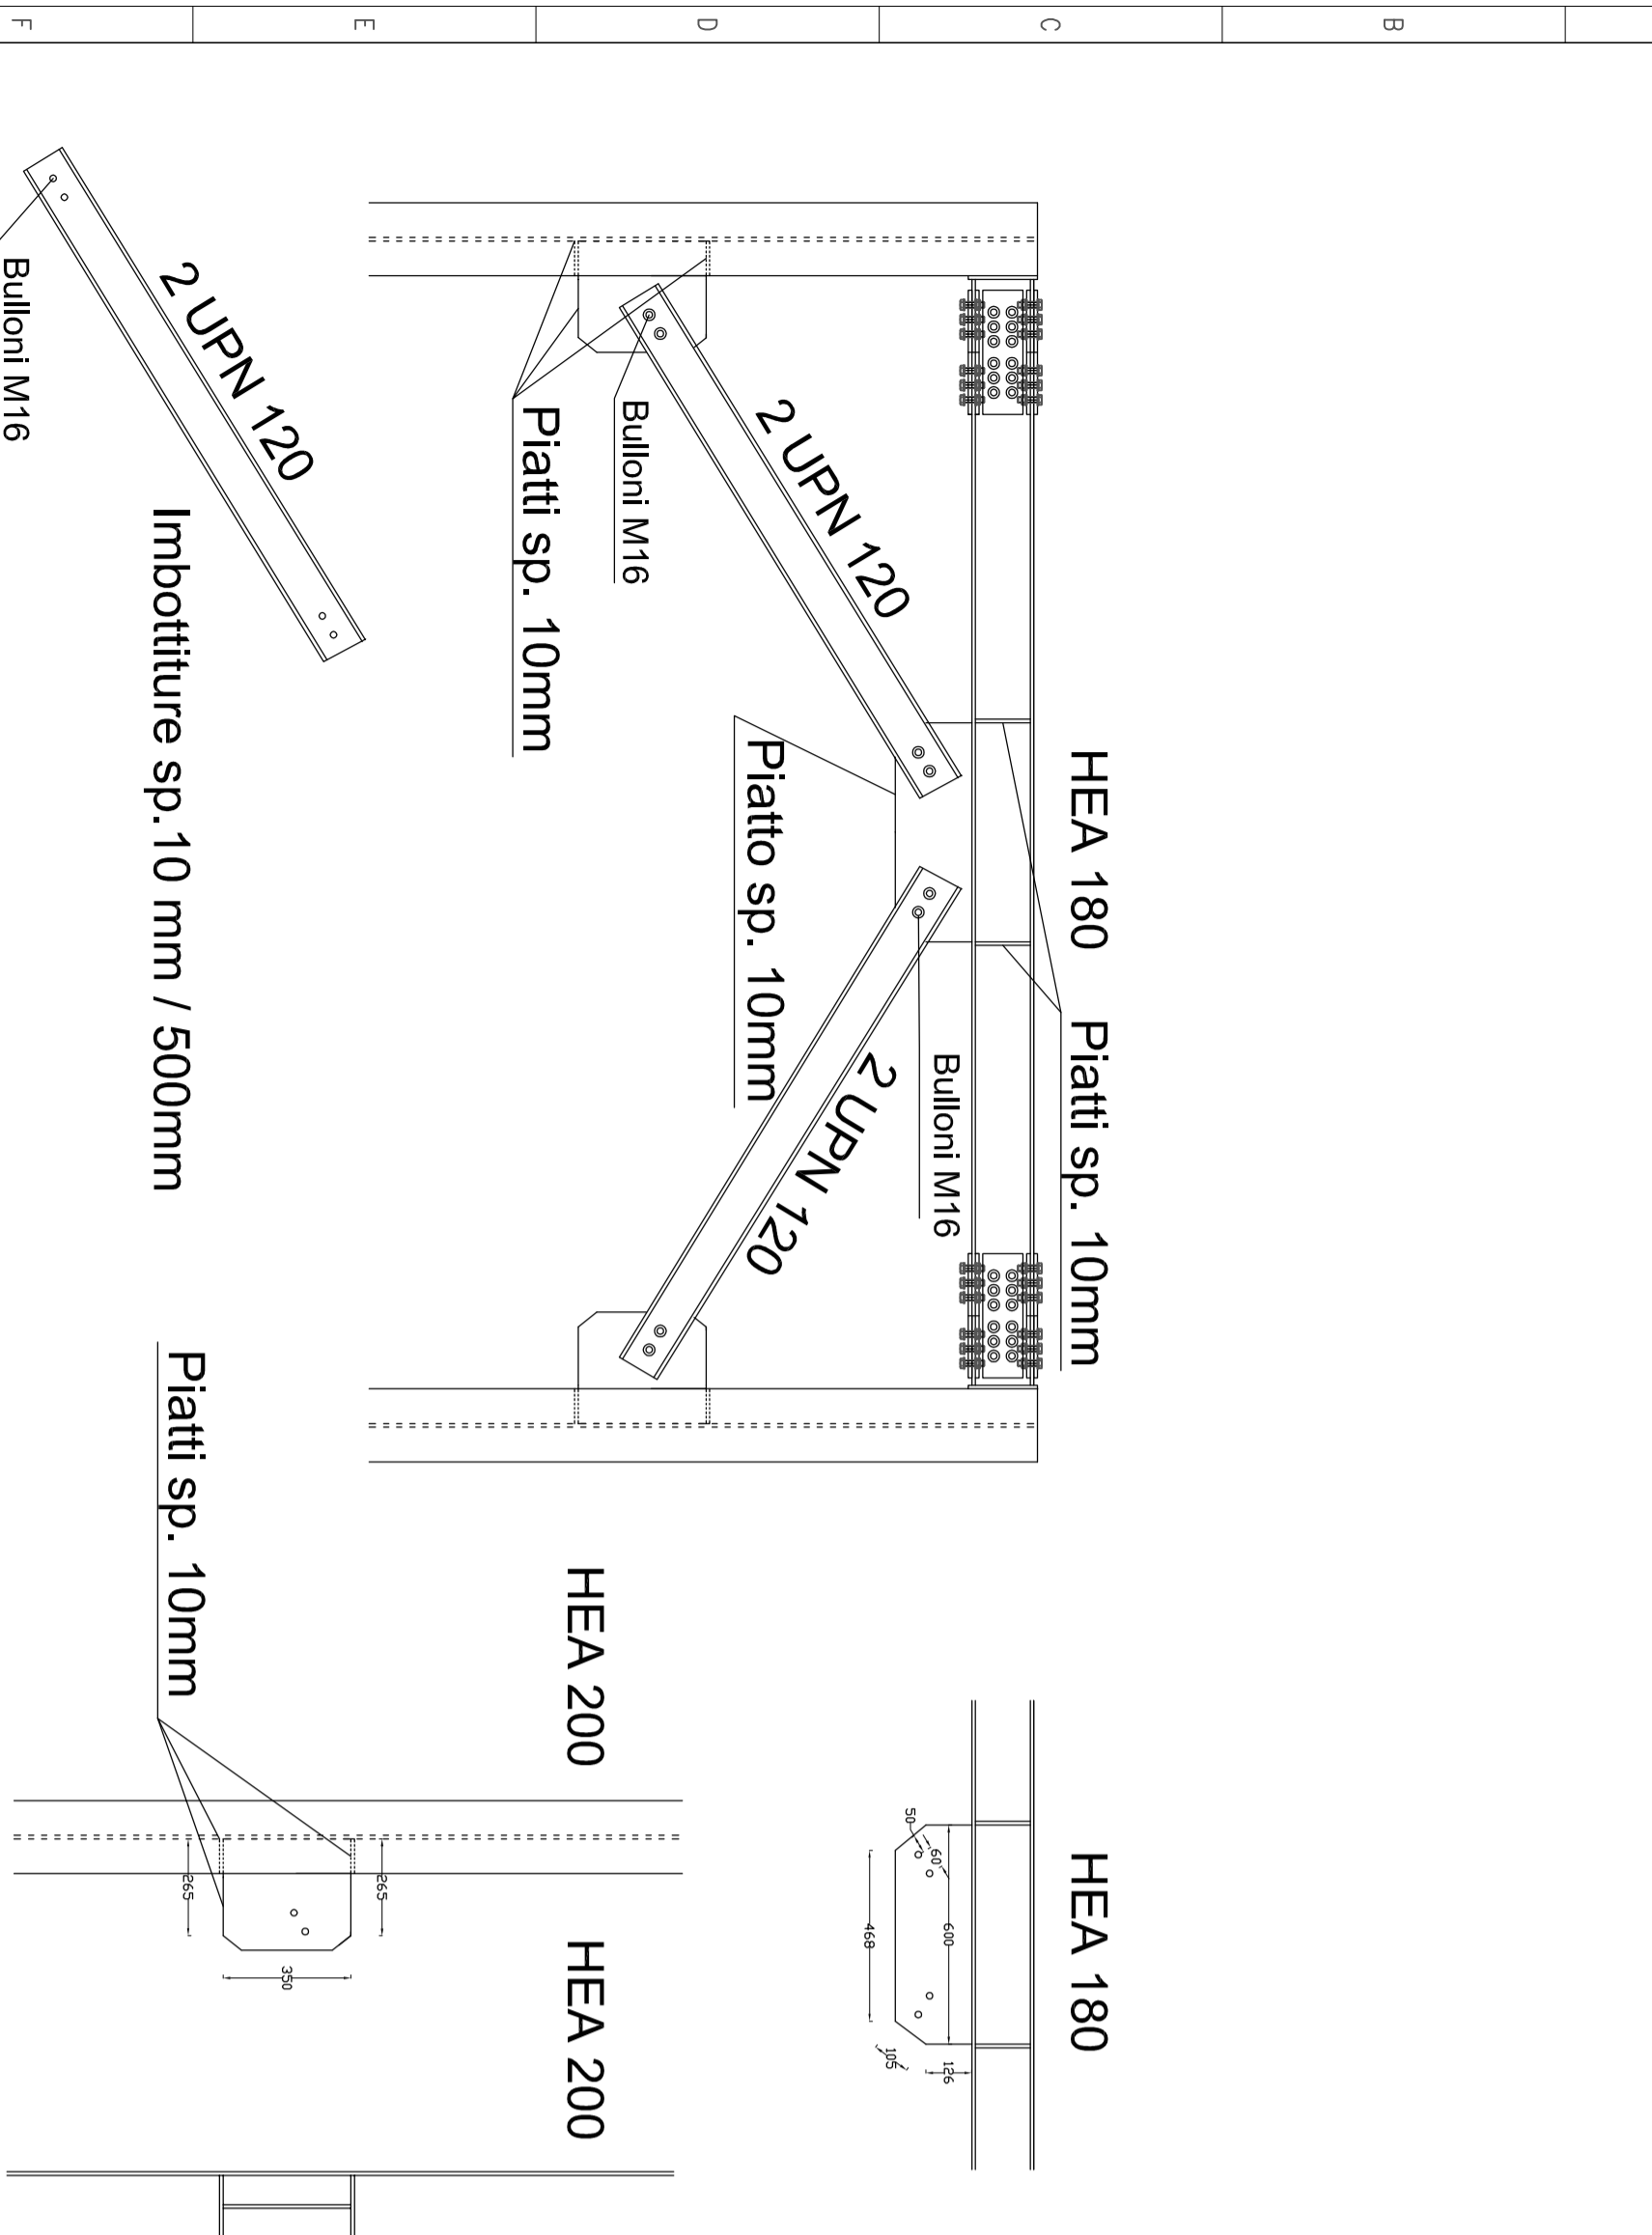 F
E
D
C
B
HEA 180
Piatti sp. 10mm
HEA 180
Bulloni M16
2 UPN 120
2 UPN 120
Piatto sp. 10mm
Bulloni M16
Piatti sp. 10mm
50
60
600
468
105
126
HEA 200
HEA 200
2 UPN 120
Imbottiture sp.10 mm / 500mm
Piatti sp. 10mm
265
265
350
Bulloni M16